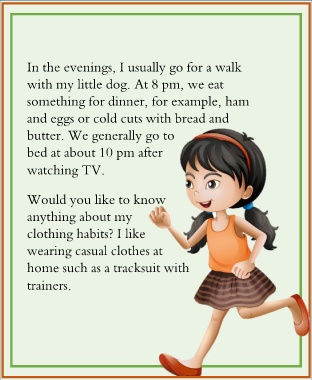 In the evenings, I usually go for a walk
with my little dog. At 8 pm, we eat
something for dinner, for example, ham
and eggs or cold cuts with bread and
butter. We generally go to
bed at about 10 pm after
watching TV.
Would you like to know
anything about my
clothing habits? I like
wearing casual clothes at
home such as a tracksuit with
trainers.